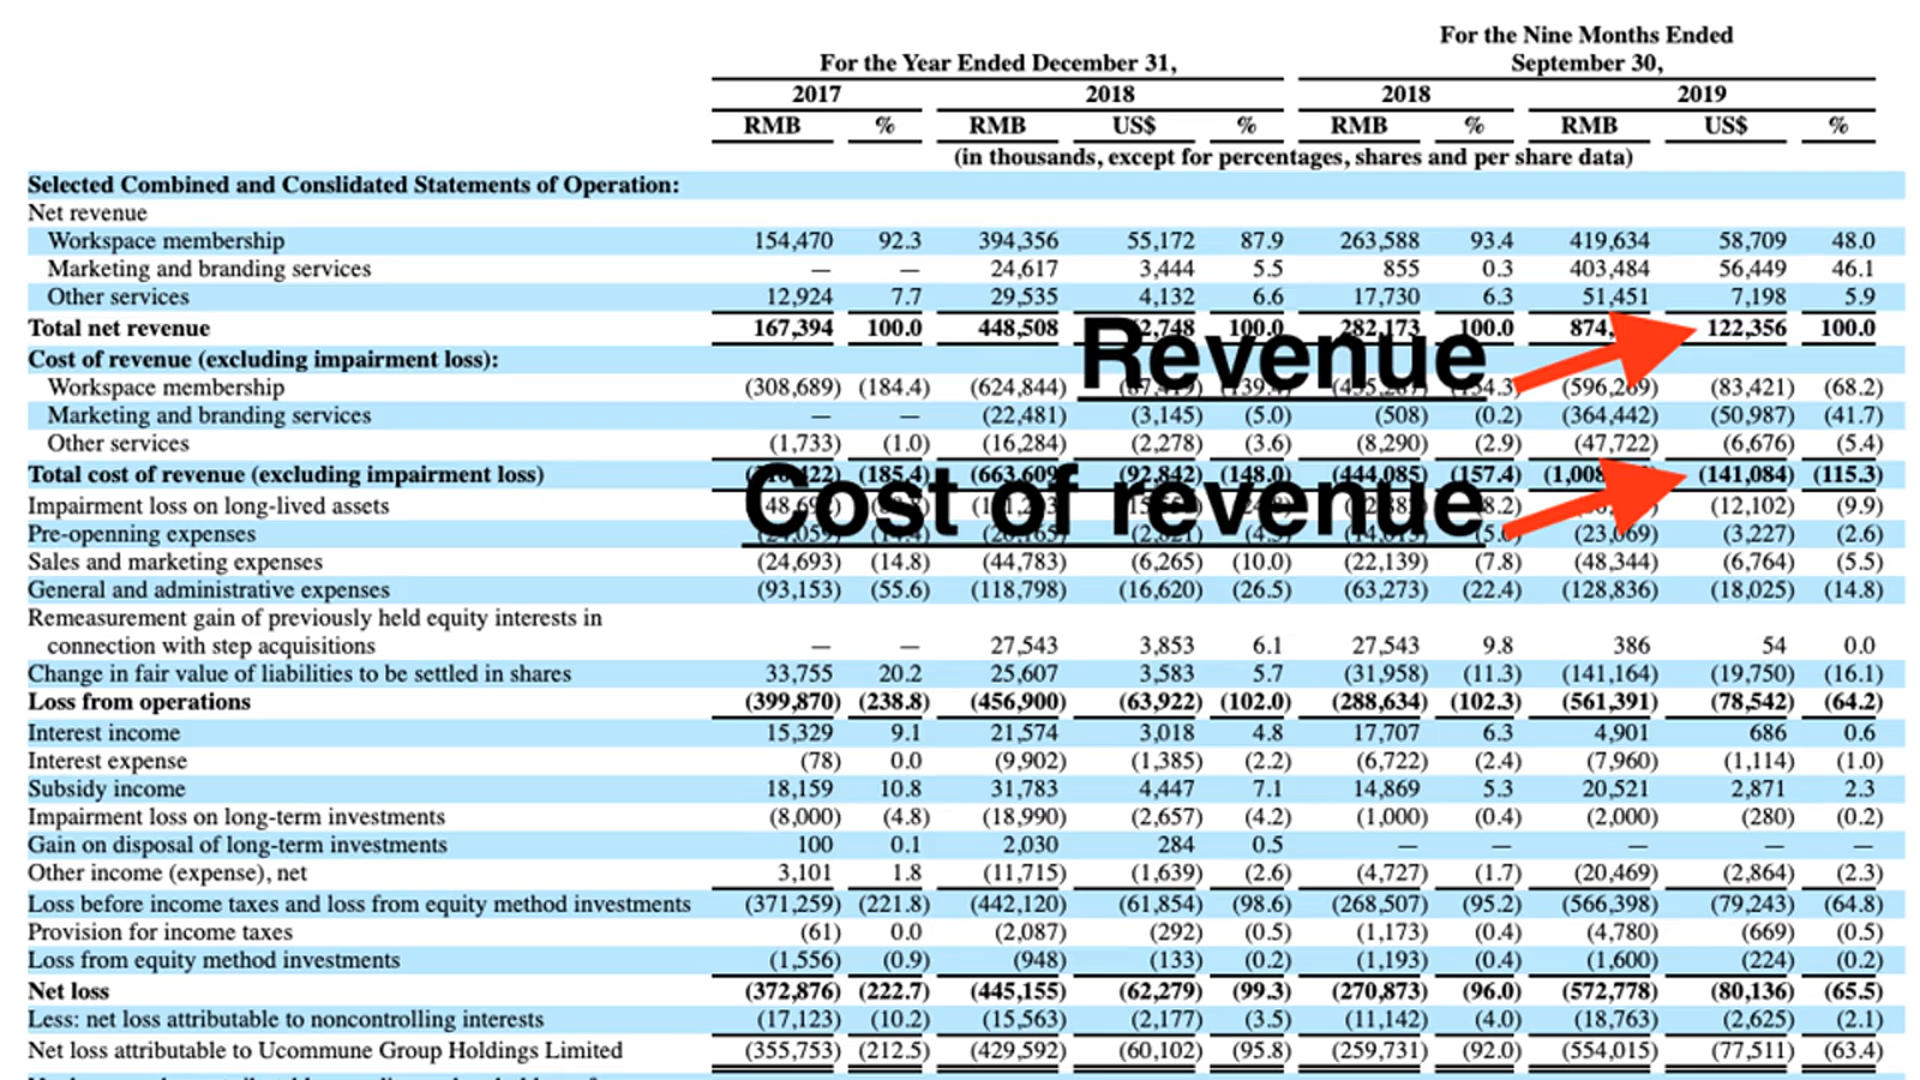 For the Nine Months Ended
For the Year Ended December 31, September 30,
2017 2018 2018 2019
RMB % RMB US$ % RMB % RMB US$ %
(in thousands, except for percentages, shares and per share data)
Selected Combined and Conslidated Statements of Operation:
Net revenue
Workspace membership 154,470 92.3 394,356 55,172 87.9 263,588 93.4 419,634 58,709 48.0
Marketing and branding services — — 24,617 3,444 5.5 855 0.3 403,484 56,449 46.1
Other services 12,924 7.7 29,535 4,132 6.6 17,730 6.3 51,451 7,198 5.9
Total net revenue 167,394 100.0 448,508 100.0 282,173 100.0 122,356 100.0
Revenue
Cost of revenue (excluding impairment loss):
Workspace membership (308,689) (184.4) (624,844) (83,421) (68.2)
Marketing and branding services — — (22,481) (3,145) (5.0) (508) (0.2) (364,442) (50,987) (41.7)
Other services (1,733) (1.0) (16,284) (2,278) (3.6) (8,290) (2.9) (47,722) (6,676) (5.4)
Total cost of revenue (excluding impairment loss) (185.4) (663,609) (92,842) (148.0) (444,085) (157.4) (141,084) (115.3)
Cost of revenue
Impairment loss on long-lived assets (12,102) (9.9)
Pre-openning expenses (23,069) (3,227) (2.6)
Sales and marketing expenses (24,693) (14.8) (44,783) (6,265) (10.0) (22,139) (7.8) (48,344) (6,764) (5.5)
General and administrative expenses (93,153) (55.6) (118,798) (16,620) (26.5) (63,273) (22.4) (128,836) (18,025) (14.8)
Remeasurement gain of previously held equity interests in
connection with step acquisitions — — 27,543 3,853 6.1 27,543 9.8 386 54 0.0
Change in fair value of liabilities to be settled in shares 33,755 20.2 25,607 3,583 5.7 (31,958) (11.3) (141,164) (19,750) (16.1)
Loss from operations (399,870) (238.8) (456,900) (63,922) (102.0) (288,634) (102.3) (561,391) (78,542) (64.2)
Interest income 15,329 9.1 21,574 3,018 4.8 17,707 6.3 4,901 686 0.6
Interest expense (78) 0.0 (9,902) (1,385) (2.2) (6,722) (2.4) (7,960) (1,114) (1.0)
Subsidy income 18,159 10.8 31,783 4,447 7.1 14,869 5.3 20,521 2,871 2.3
Impairment loss on long-term investments (8,000) (4.8) (18,990) (2,657) (4.2) (1,000) (0.4) (2,000) (280) (0.2)
Gain on disposal of long-term investments 100 0.1 2,030 284 0.5 — — — — —
Other income (expense), net 3,101 1.8 (11,715) (1,639) (2.6) (4,727) (1.7) (20,469) (2,864) (2.3)
Loss before income taxes and loss from equity method investments (371,259) (221.8) (442,120) (61,854) (98.6) (268,507) (95.2) (566,398) (79,243) (64.8)
Provision for income taxes (61) 0.0 (2,087) (292) (0.5) (1,173) (0.4) (4,780) (669) (0.5)
Loss from equity method investments (1,556) (0.9) (948) (133) (0.2) (1,193) (0.4) (1,600) (224) (0.2)
Net loss (372,876) (222.7) (445,155) (62,279) (99.3) (270,873) (96.0) (572,778) (80,136) (65.5)
Less: net loss attributable to noncontrolling interests (17,123) (10.2) (15,563) (2,177) (3.5) (11,142) (4.0) (18,763) (2,625) (2.1)
Net loss attributable to Ucommune Group Holdings Limited (355,753) (212.5) (429,592) (60,102) (95.8) (259,731) (92.0) (554,015) (77,511) (63.4)